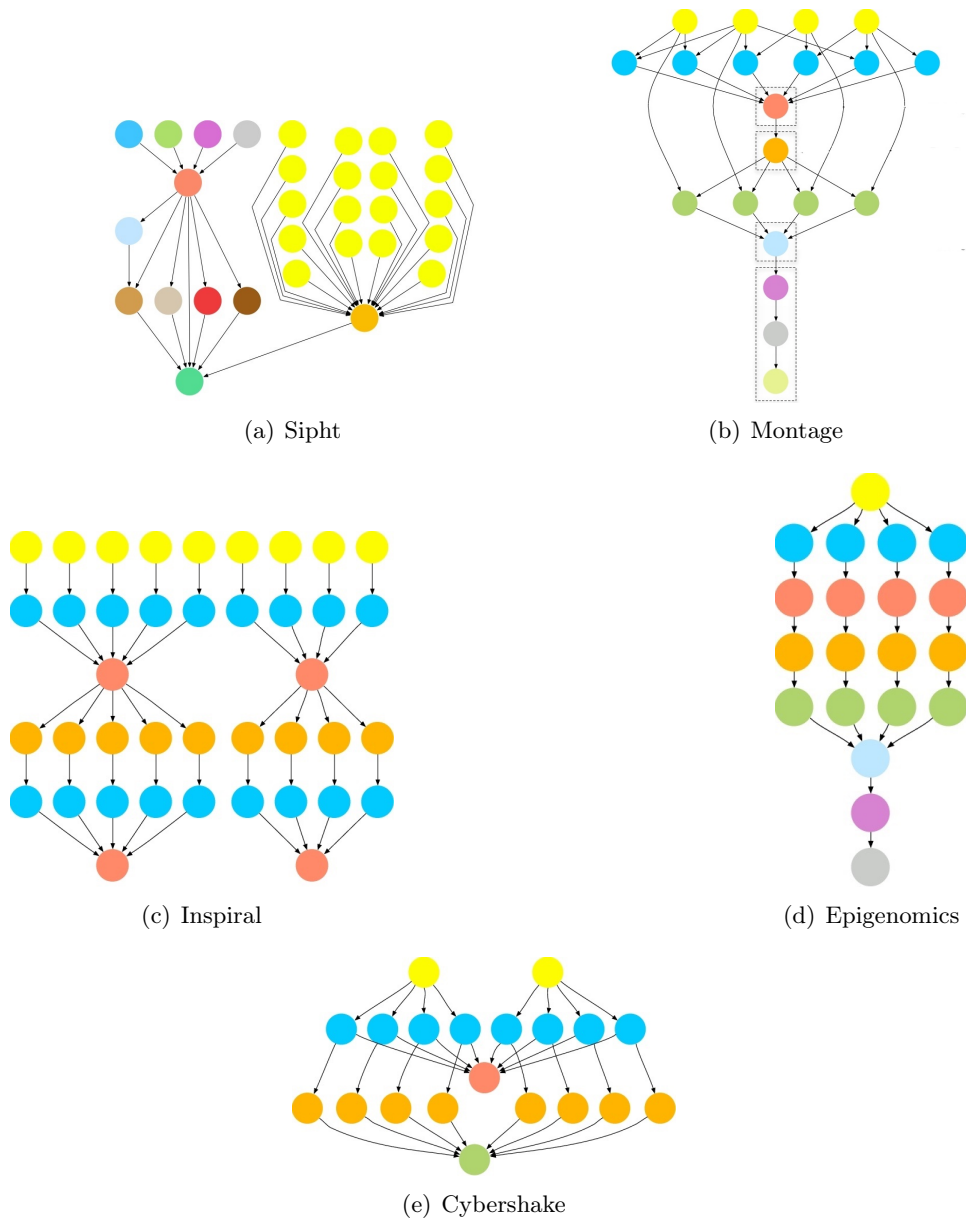 (a) Sipht
(b) Montage
(c) Inspiral
(d) Epigenomics
(e) Cybershake